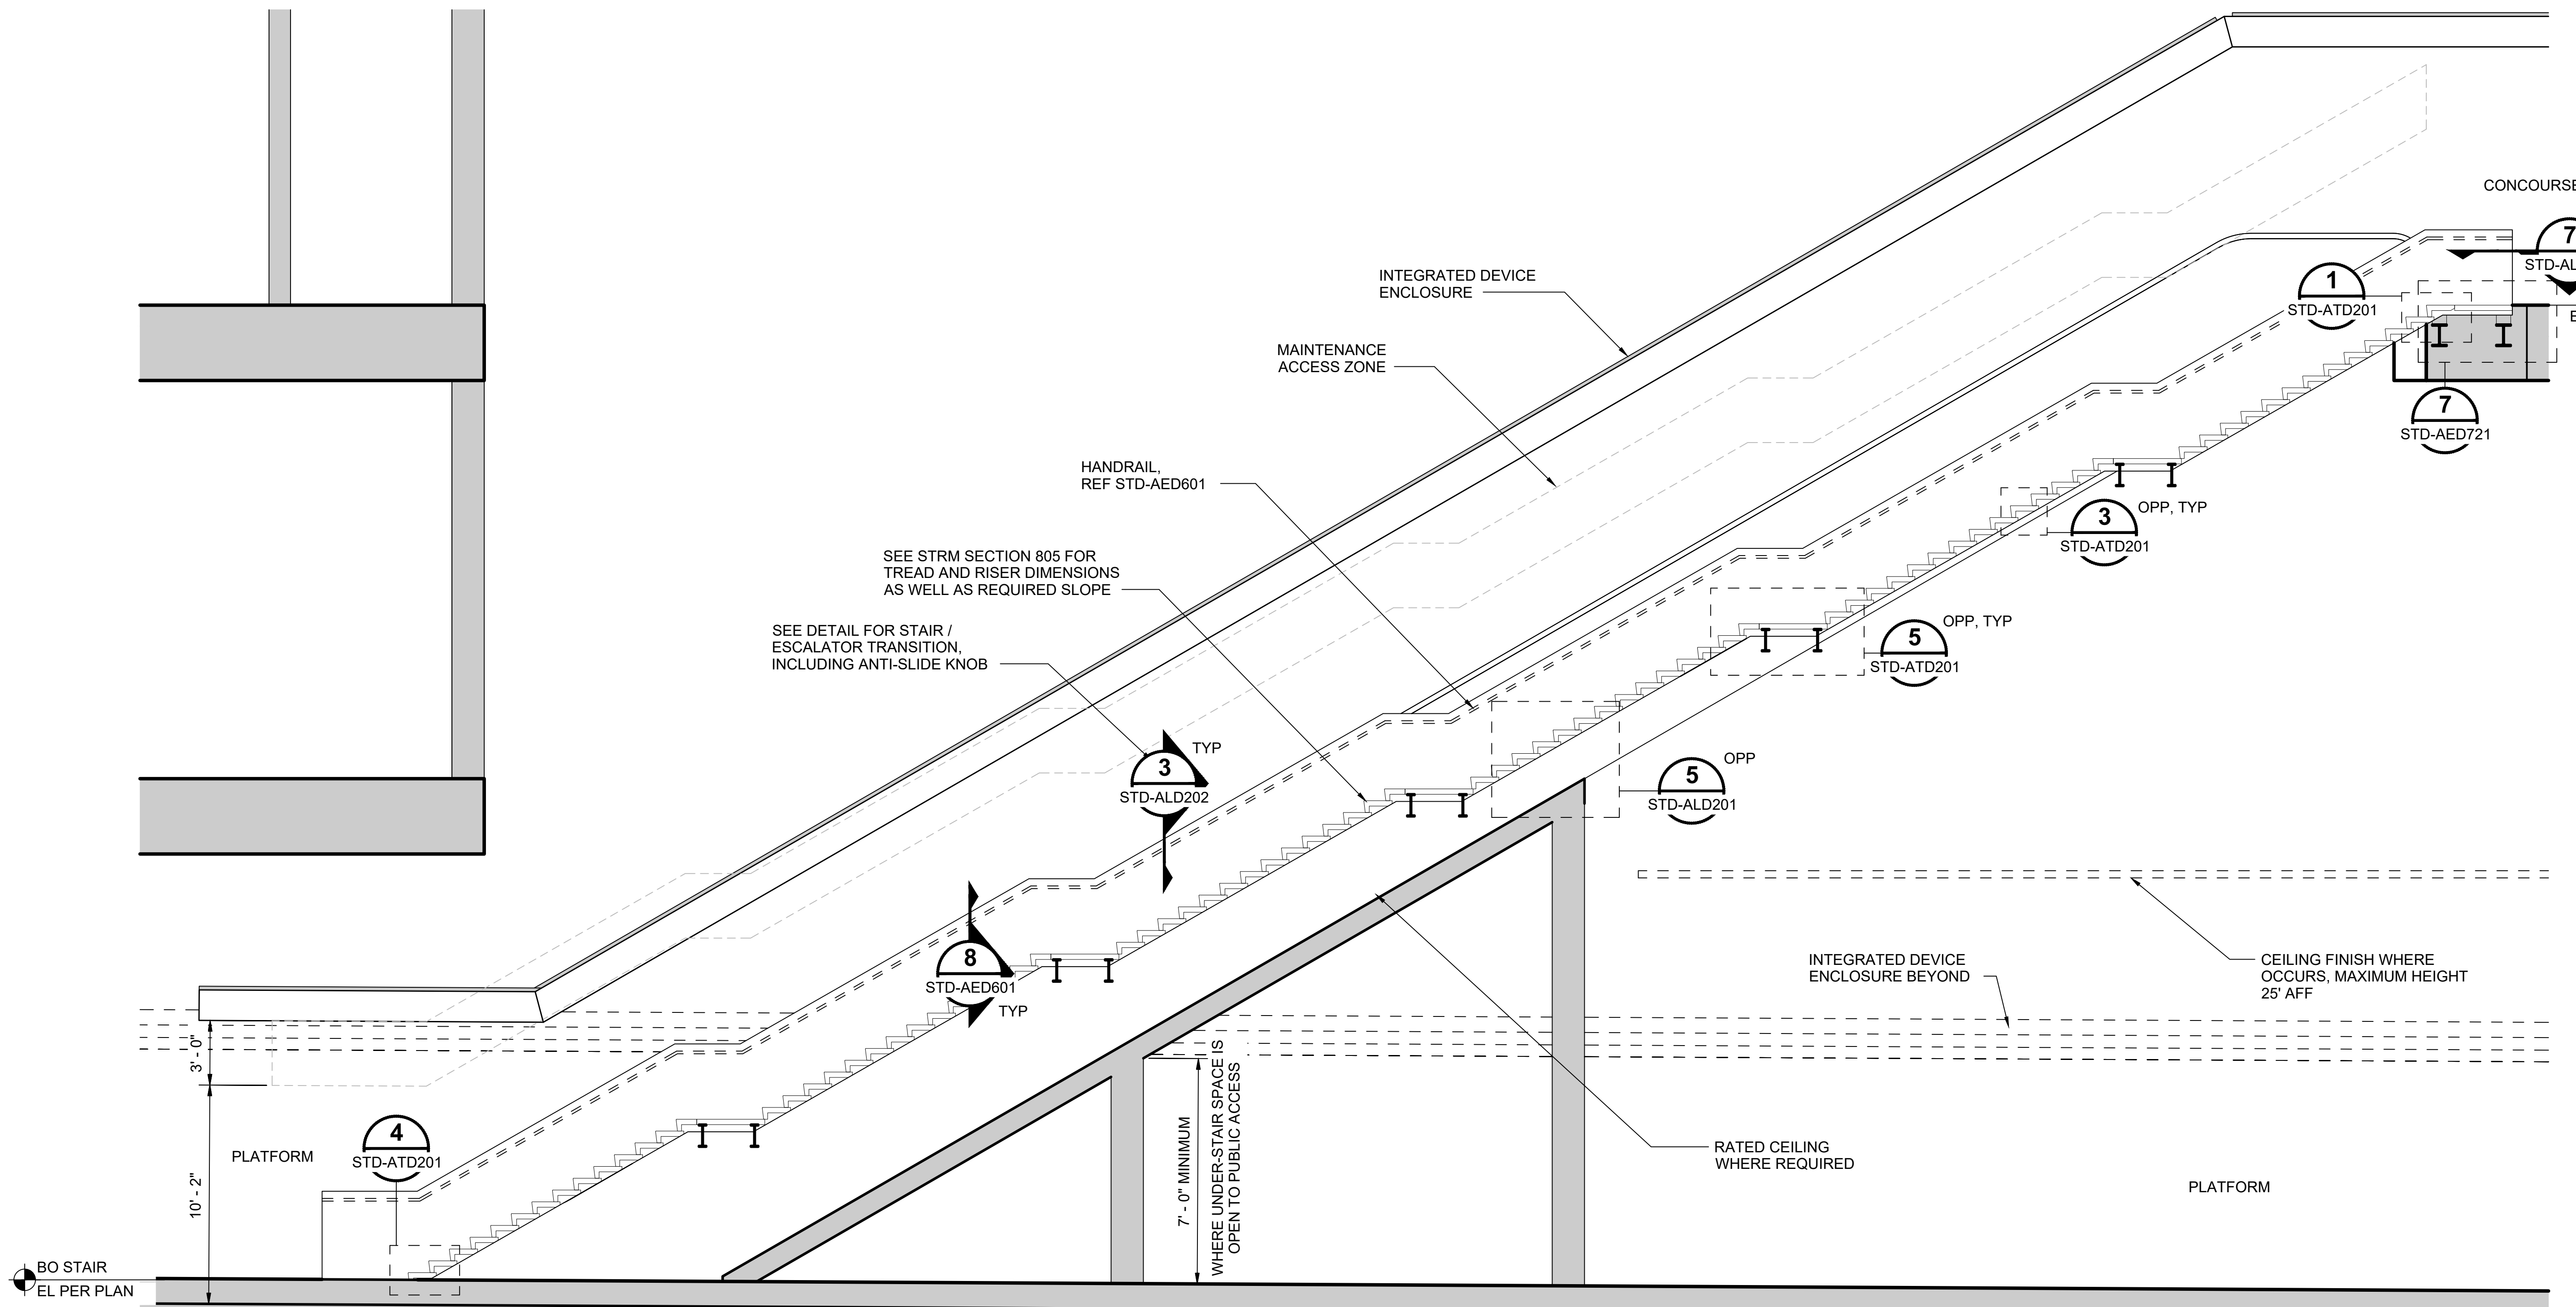 CONCOURSE
7
INTEGRATED DEVICE
ENCLOSURE
1
STD-ATD201
MAINTENANCE
ACCESS ZONE
7
STD-AED721
HANDRAIL,
REF STD-AED601
OPP, TYP
3
STD-ATD201
SEE STRM SECTION 805 FOR
TREAD AND RISER DIMENSIONS
AS WELL AS REQUIRED SLOPE
OPP, TYP
5
STD-ATD201
SEE DETAIL FOR STAIR /
ESCALATOR TRANSITION,
INCLUDING ANTI-SLIDE KNOB
TYP
3
STD-ALD202
OPP
5
STD-ALD201
8
STD-AED601
TYP
INTEGRATED DEVICE
ENCLOSURE BEYOND
CEILING FINISH WHERE
OCCURS, MAXIMUM HEIGHT
25' AFF
3' - 0"
10' - 2"
PLATFORM
4
STD-ATD201
7' - 0" MINIMUM
WHERE UNDER-STAIR SPACE IS
OPEN TO PUBLIC ACCESS
RATED CEILING
WHERE REQUIRED
PLATFORM
BO STAIR
EL PER PLAN